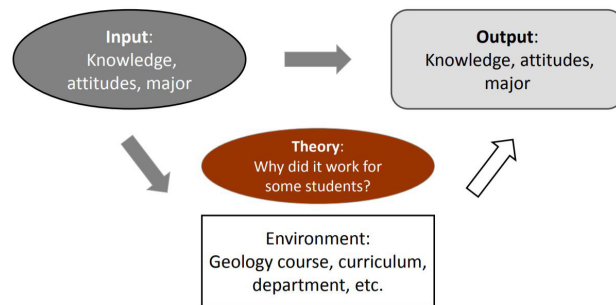 Input:
Knowledge,
attitudes, major
Output:
Knowledge, attitudes,
major
Theory:
Why did it work for
some students?
Environment:
Geology course, curriculum,
department, etc.